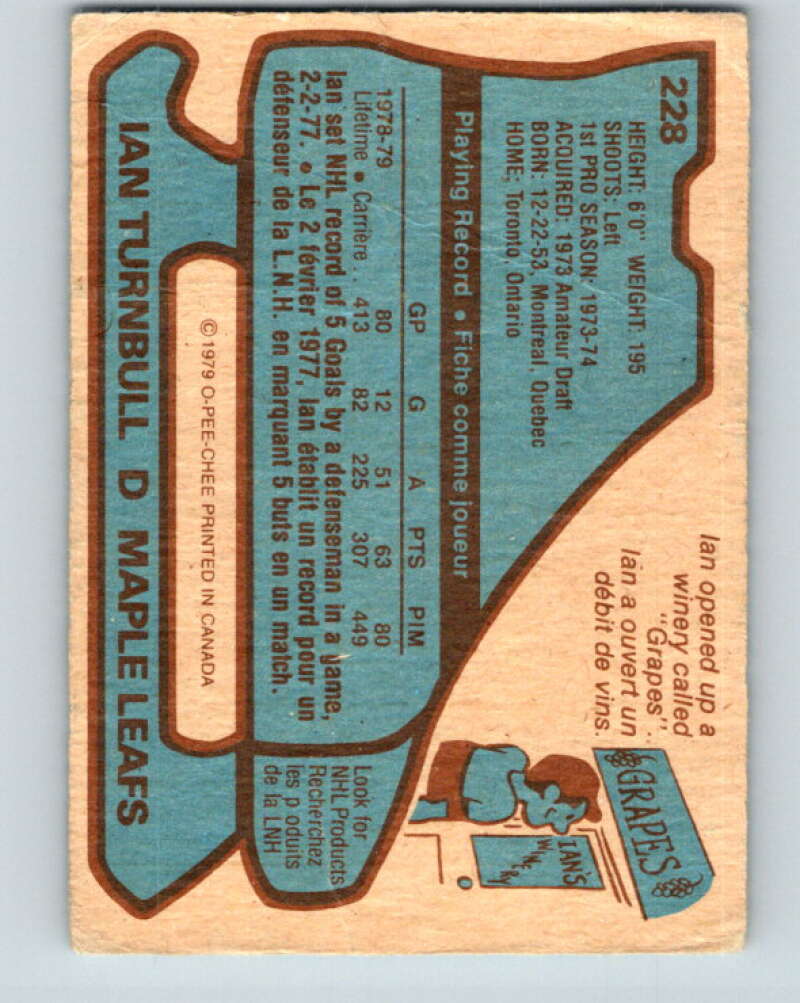 228
HEIGHT: 6'0" WEIGHT: 195
SHOOTS: Left
1st PRO SEASON: 1973-74
ACQUIRED: 1973 Amateur Draft
BORN: 12-22-53, Montreal, Quebec
HOME; Toronto, Ontario
Ian opened up a
winery called
"Grapes"
Ian a ouvert un
débit de vins.
GRAPES
IAN'S
WINERY
Playing Record • Fiche comme joueur
GP G A PTS PIM
1978-79 80 12 51 63 80
Lifetime • Carrière . . 413 82 225 307 449
Ian set NHL record of 5 Goals by a defenseman in a game,
2-2-77. • Le 2 février 1977, Ian établit un record pour un
défenseur de la L.N.H. en marquant 5 buts en un match.
Look for
NHL Products
Recherchez
les p oduits
de la LNH
© 1979 O-PEE-CHEE PRINTED IN CANADA
IAN TURNBULL D MAPLE LEAFS